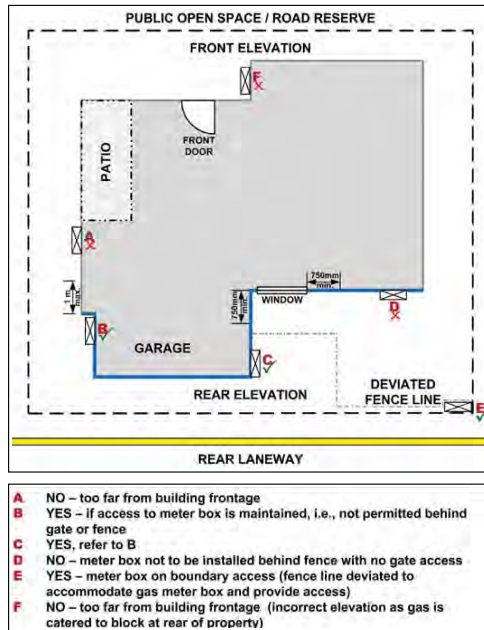 PUBLIC OPEN SPACE / ROAD RESERVE
FRONT ELEVATION
F
FRONT
DOOR
PATIO
A
1 m
max.
750mm
min.
WINDOW
750mm
min.
D
B
GARAGE
C
REAR ELEVATION
DEVIATED
FENCE LINE
E
REAR LANEWAY
A NO – too far from building frontage
B YES – if access to meter box is maintained, i.e., not permitted behind
gate or fence
C YES, refer to B
D NO – meter box not to be installed behind fence with no gate access
E YES – meter box on boundary access (fence line deviated to
accommodate gas meter box and provide access)
F NO – too far from building frontage (incorrect elevation as gas is
catered to block at rear of property)